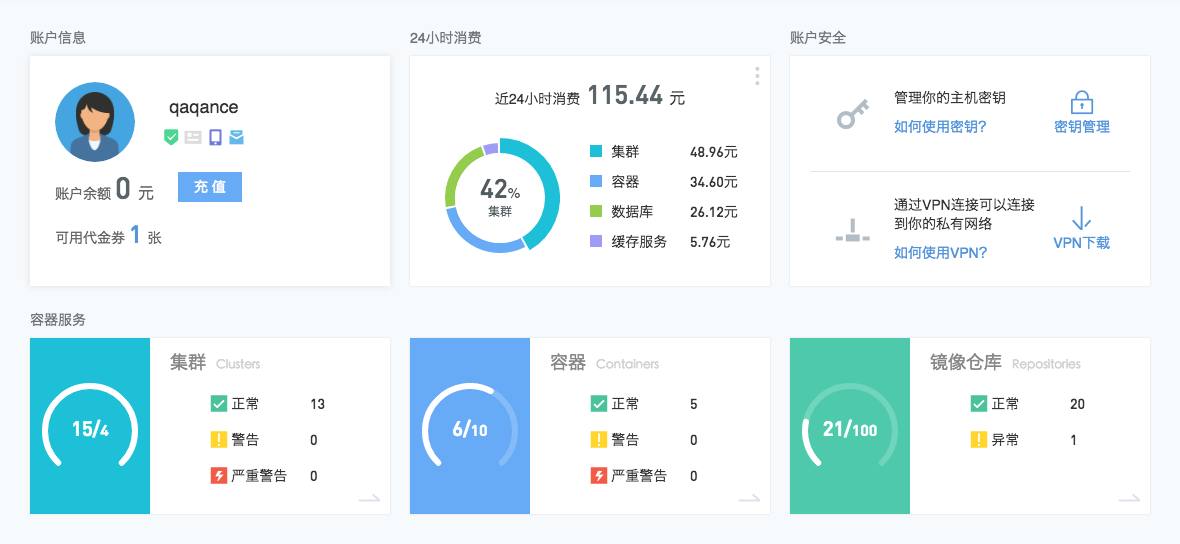 账户信息
qaqance
账户余额 0 元
充 值
可用代金券 1 张
24小时消费
近24小时消费 115.44 元
42%
集群
集群 48.96元
容器 34.60元
数据库 26.12元
缓存服务 5.76元
账户安全
管理你的主机密钥
如何使用密钥?
密钥管理
通过VPN连接可以连接
到你的私有网络
如何使用VPN?
VPN下载
容器服务
15/4
集群 Clusters
正常 13
警告 0
严重警告 0
6/10
容器 Containers
正常 5
警告 0
严重警告 0
21/100
镜像仓库 Repositories
正常 20
异常 1